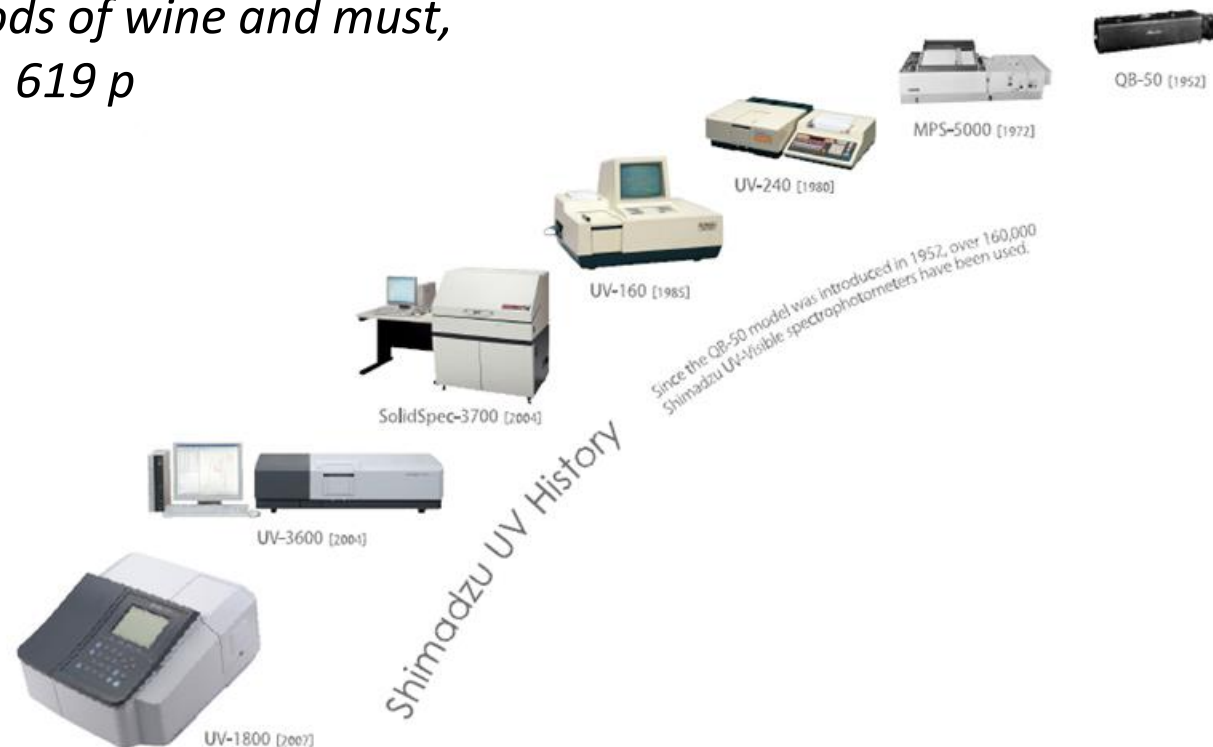 ods of wine and must,
619 p
QB-50 [1952]
MPS-5000 [1972]
UV-240 [1980]
UV-160 [1985]
Since the QB-50 model was introduced in 1952, over 160,000
Shimadzu UV-Visible spectrophotometers have been used.
SolidSpec-3700 [2004]
Shimadzu UV History
UV-3600 [2004]
UV-1800 [2007]